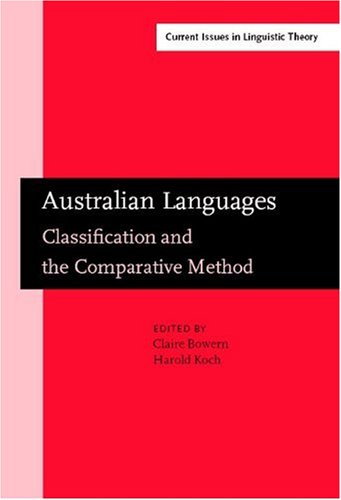 Current Issues in Linguistic Theory
Australian Languages
Classification and
the Comparative Method
EDITED BY
Claire Bowern
Harold Koch